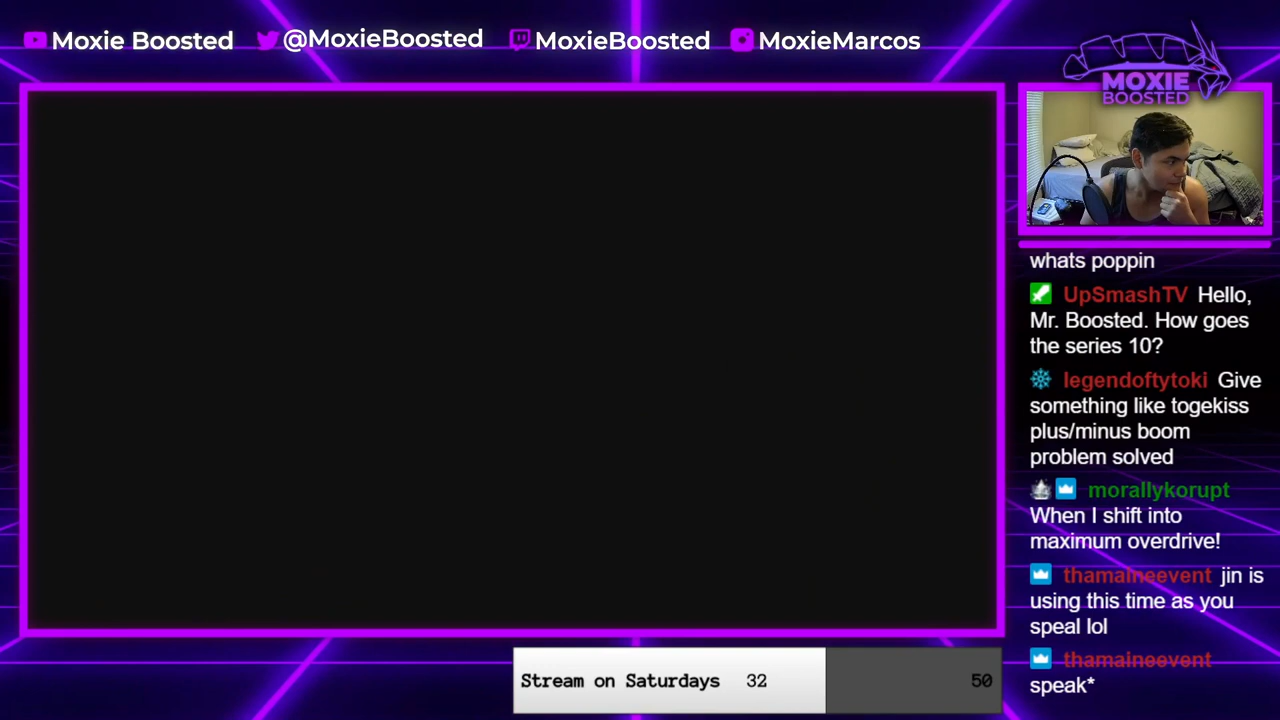 Moxie Boosted @MoxieBoosted MoxieBoosted MoxieMarcos
MOXIE
BOOSTED
whats poppin
UpSmashTV Hello,
Mr. Boosted. How goes
the series 10?
legendoftytoki Give
something like togekiss
plus/minus boom
problem solved
morallykorupt
When I shift into
maximum overdrive!
thamaineevent jin is
using this time as you
speal lol
thamaineevent
speak*
Stream on Saturdays 32 50